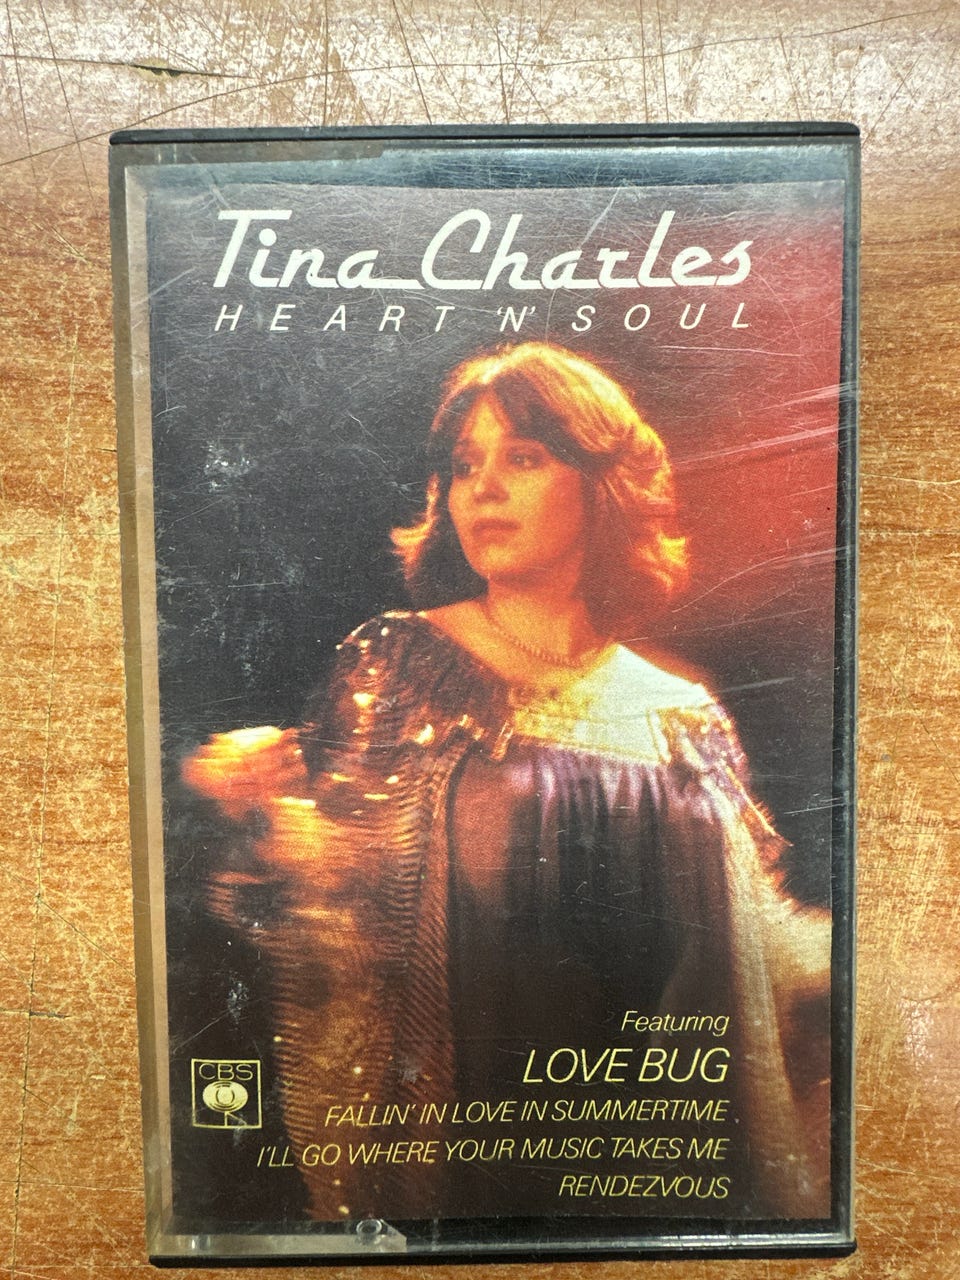 Tina Charles
HEART 'N' SOUL
Featuring
LOVE BUG
FALLIN' IN LOVE IN SUMMERTIME
I'LL GO WHERE YOUR MUSIC TAKES ME
RENDEZVOUS
CBS